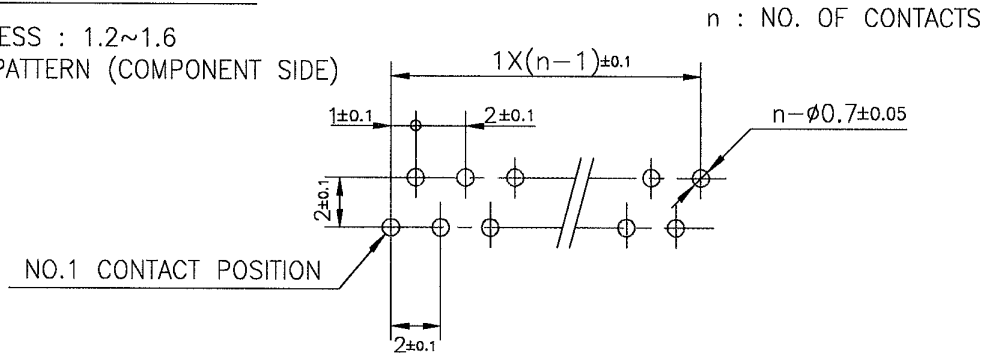 n : NO. OF CONTACTS
ESS : 1.2~1.6
PATTERN (COMPONENT SIDE)
1X(n-1)±0.1
1±0.1
2±0.1
n-ø0.7±0.05
2±0.1
NO.1 CONTACT POSITION
2±0.1